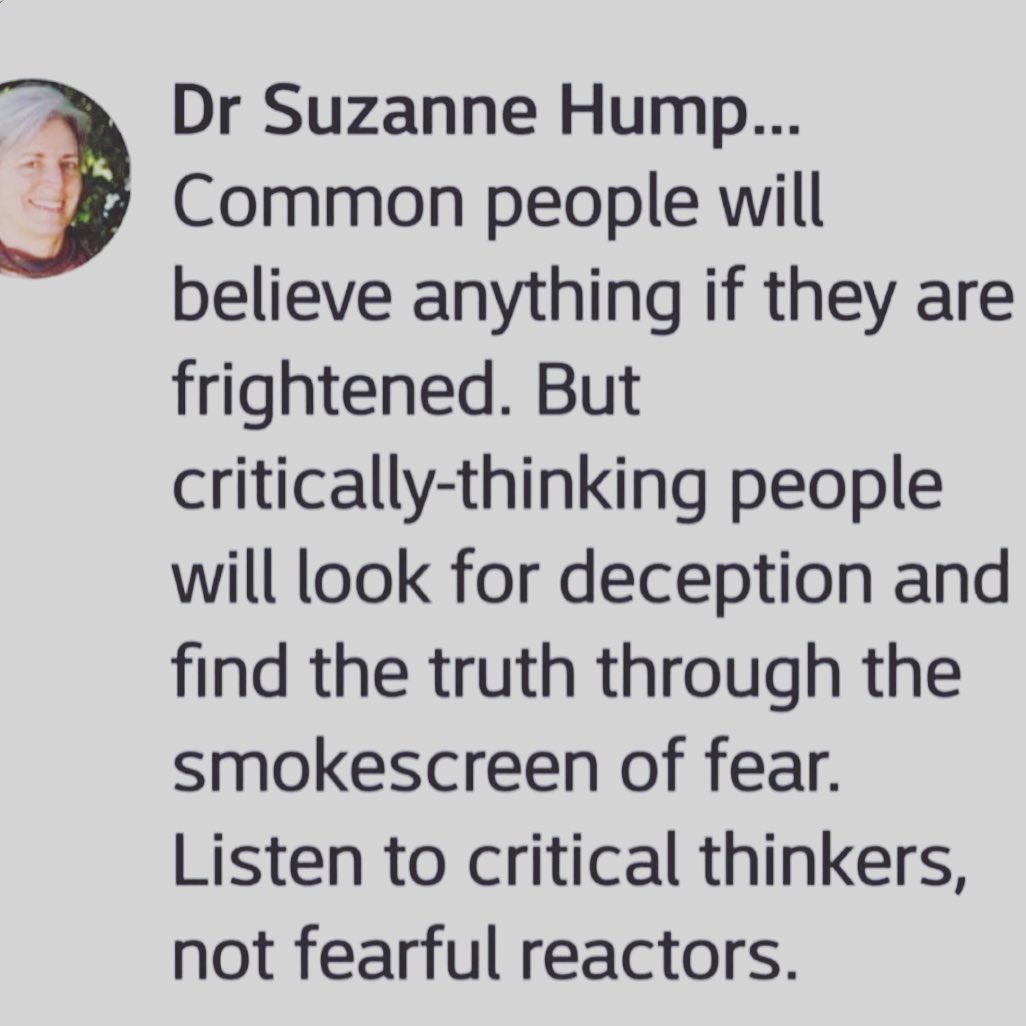 Dr Suzanne Hump...
Common people will
believe anything if they are
frightened. But
critically-thinking people
will look for deception and
find the truth through the
smokescreen of fear.
Listen to critical thinkers,
not fearful reactors.